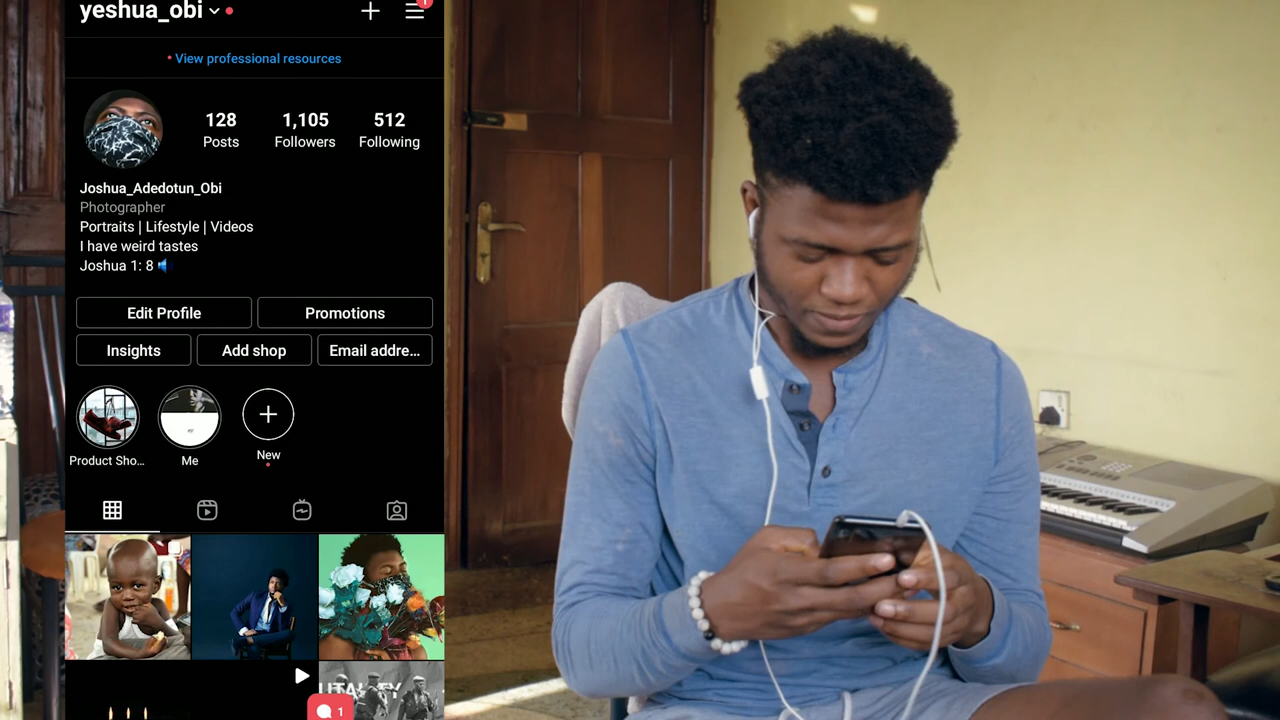 yeshua_obi
1
View professional resources
128
1,105
512
Posts
Followers
Following
Joshua_Adedotun_Obi
Photographer
Portraits | Lifestyle | Videos
I have weird tastes
Joshua 1: 8
Edit Profile
Promotions
Insights
Add shop
Email addre...
Product Sho...
Me
New
1